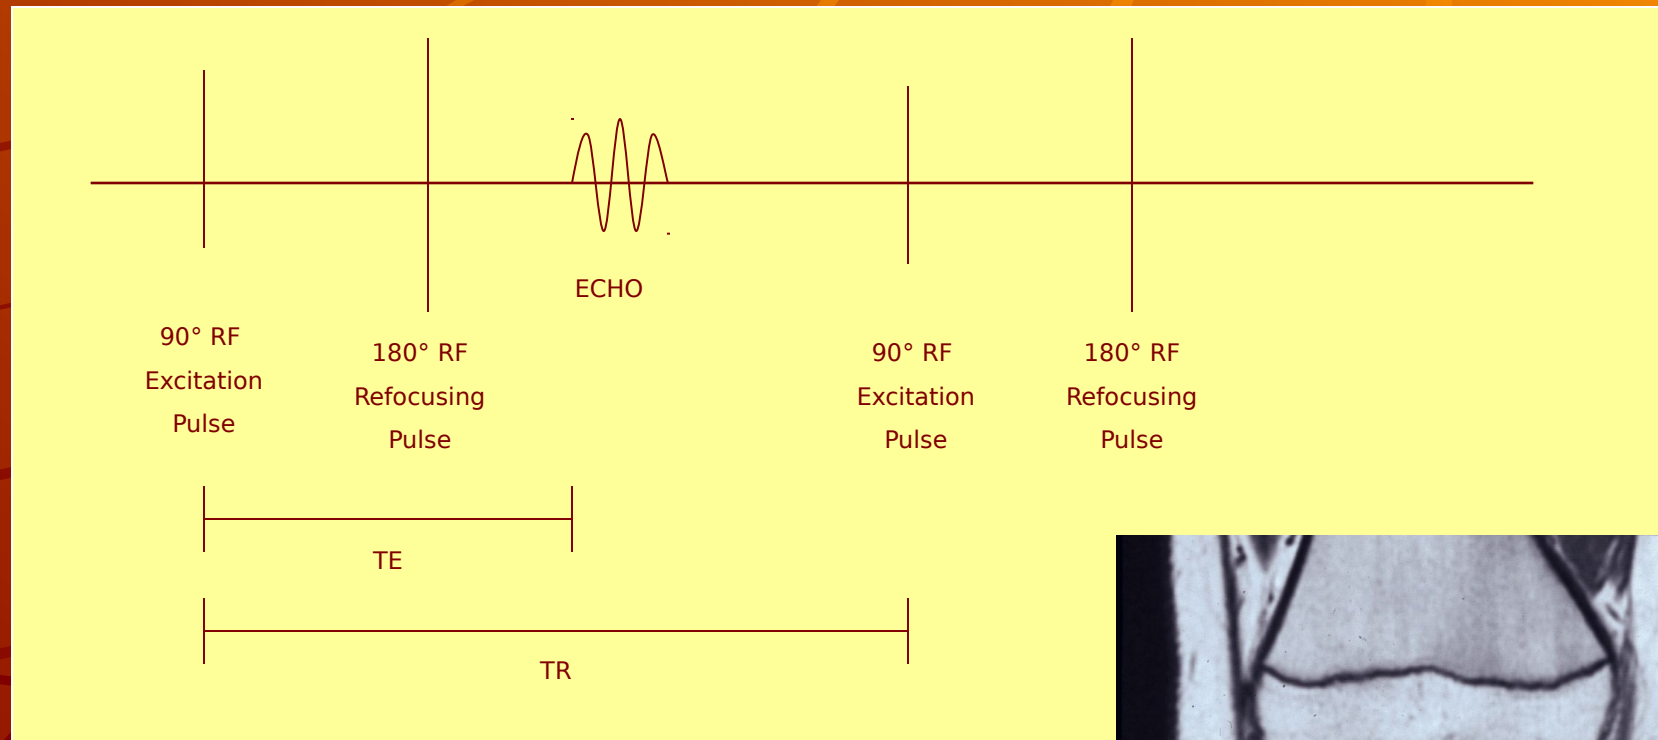 ECHO
90° RF
Excitation
Pulse
180° RF
Refocusing
Pulse
90° RF
Excitation
Pulse
180° RF
Refocusing
Pulse
TE
TR